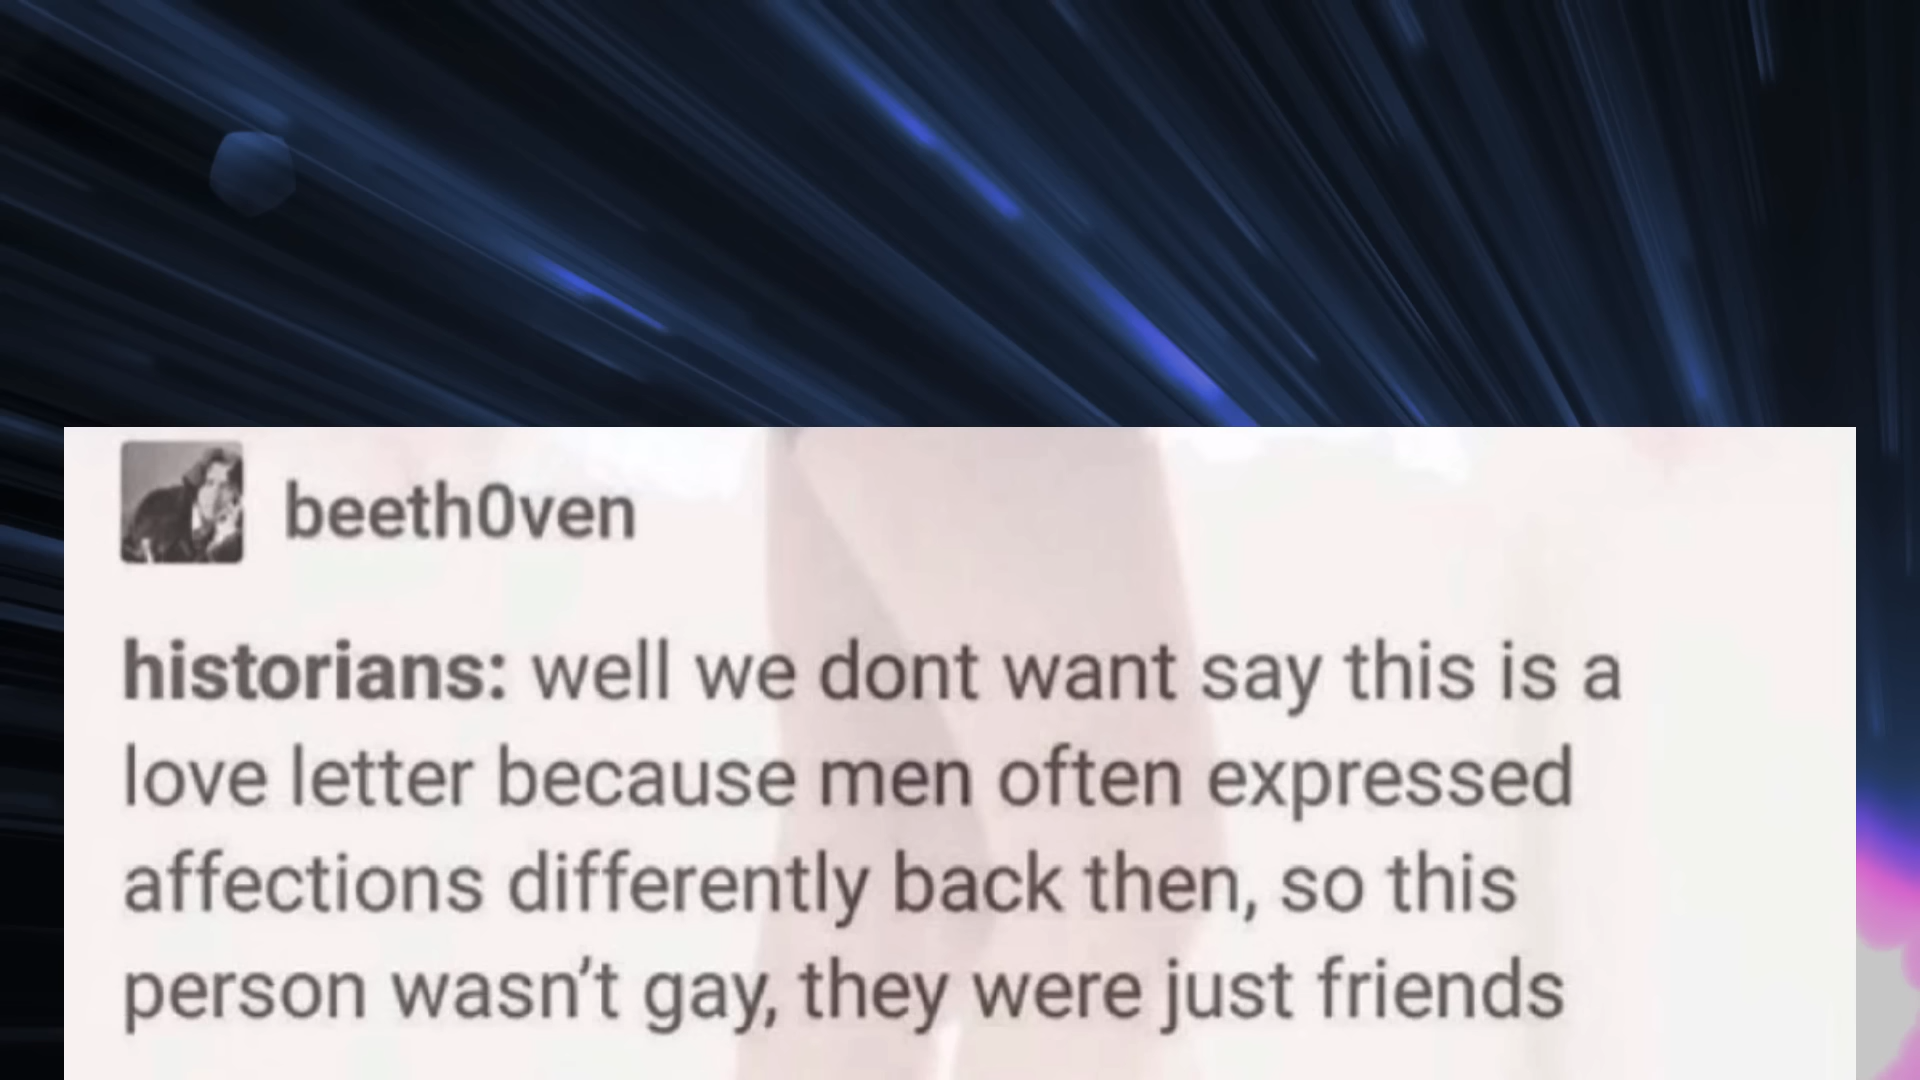 beeth0ven
historians: well we dont want say this is a
love letter because men often expressed
affections differently back then, so this
person wasn’t gay, they were just friends